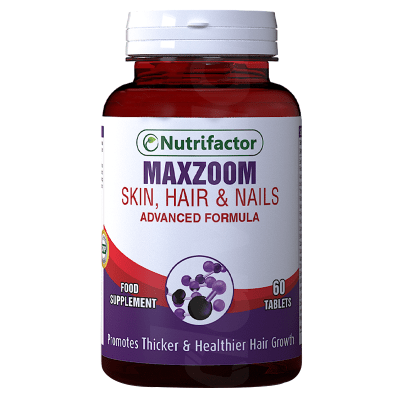 Nutrifactor
MAXZOOM
SKIN, HAIR & NAILS
ADVANCED FORMULA
FOOD
SUPPLEMENT
60
TABLETS
Promotes Thicker & Healthier Hair Growth